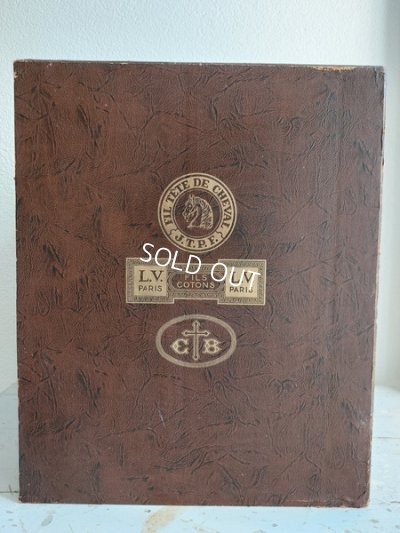 FIL TÊTE DE CHEVAL
J.T.P.F.
L.V. FILS L.V.
PARIS COTONS PARIS
SOLD OUT
C B